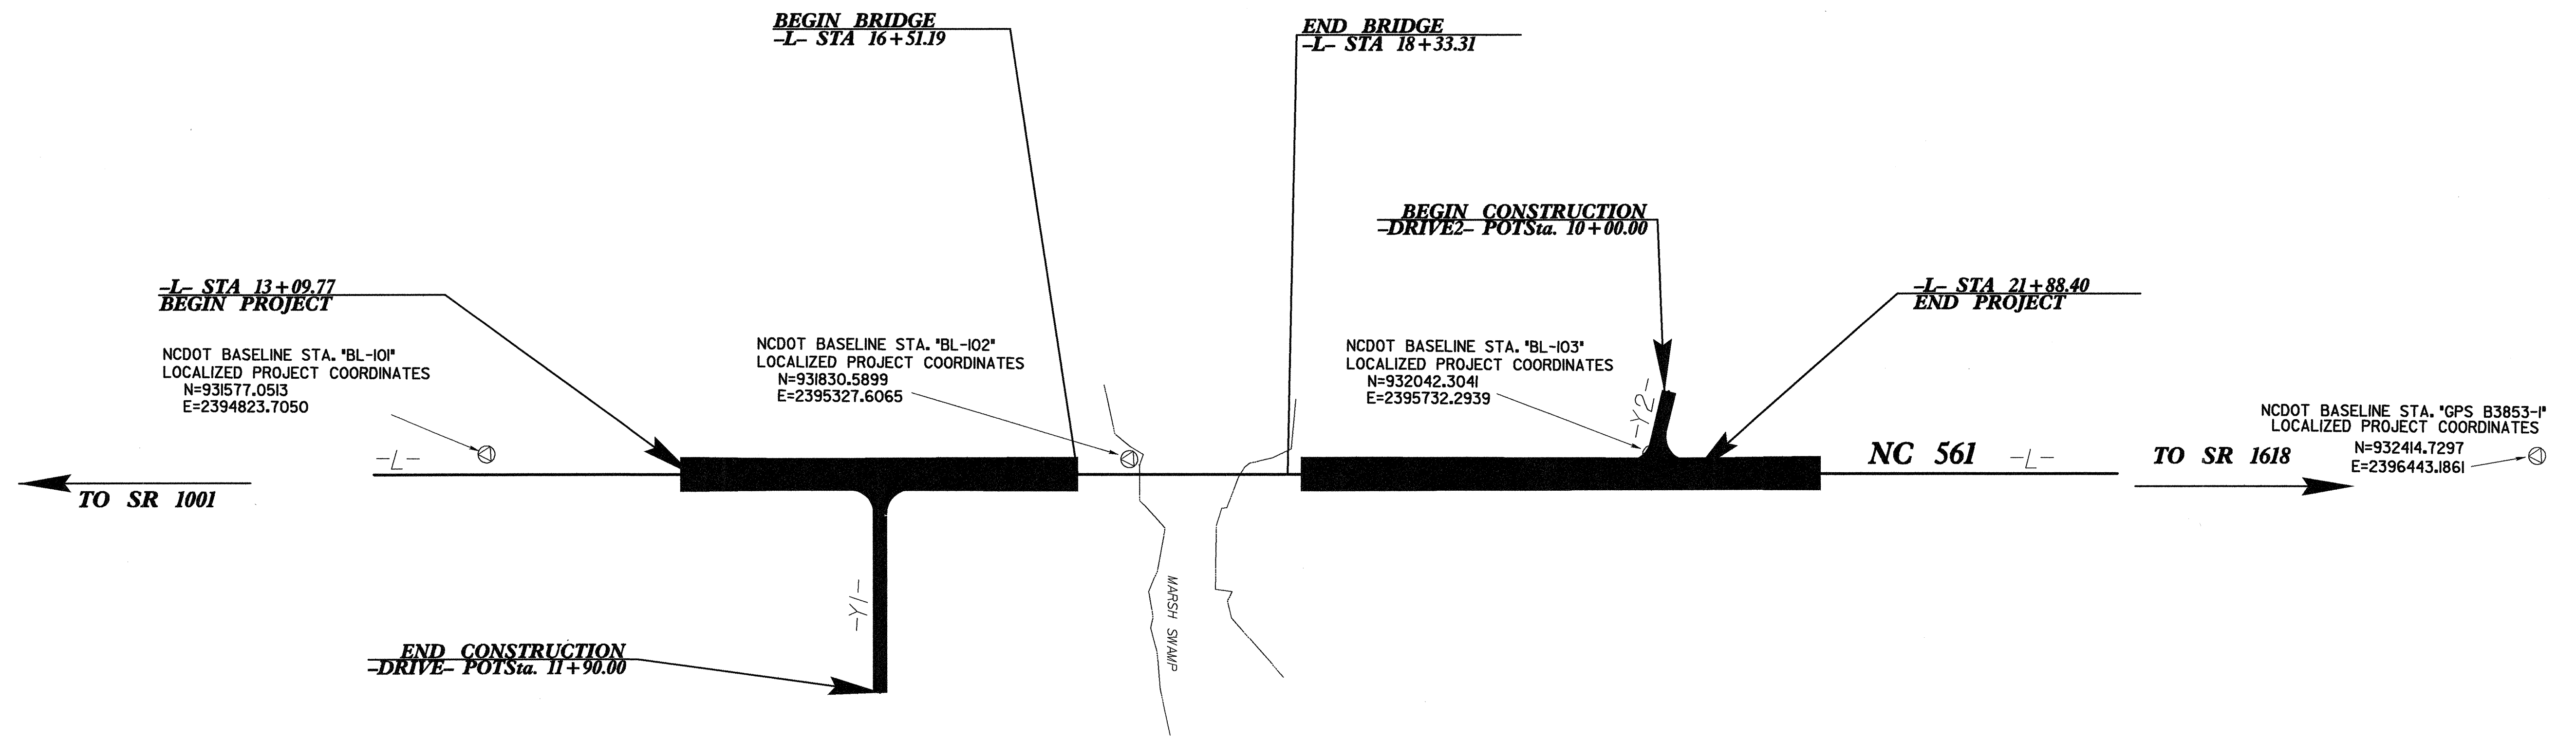 BEGIN BRIDGE
-L- STA 16+51.19
END BRIDGE
-L- STA 18+33.31
BEGIN CONSTRUCTION
-DRIVE2- POTSta. 10+00.00
-L- STA 13+09.77
BEGIN PROJECT
-L- STA 21+88.40
END PROJECT
NCDOT BASELINE STA. "BL-101"
LOCALIZED PROJECT COORDINATES
N=931577.0513
E=2394823.7050
NCDOT BASELINE STA. "BL-102"
LOCALIZED PROJECT COORDINATES
N=931830.5899
E=2395327.6065
NCDOT BASELINE STA. "BL-103"
LOCALIZED PROJECT COORDINATES
N=932042.3041
E=2395732.2939
NCDOT BASELINE STA. "GPS B3853-1"
LOCALIZED PROJECT COORDINATES
N=932414.7297
E=2396443.1861
-Y2-
-L-
NC 561
-L-
TO SR 1618
TO SR 1001
-Y1-
MARSH SWAMP
END CONSTRUCTION
-DRIVE- POTSta. 11+90.00